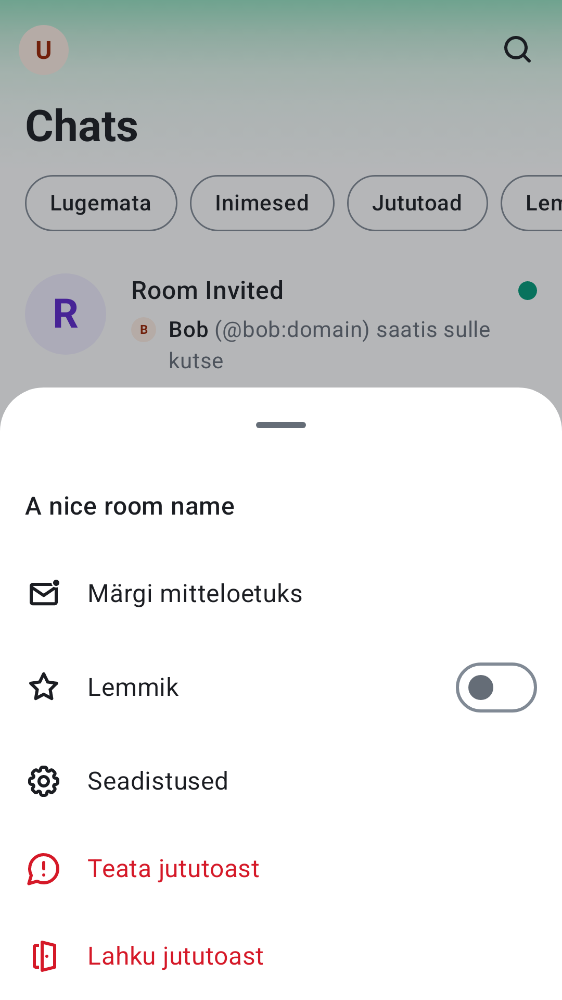 U
Chats
Lugemata
Inimesed
Jututoad
Lem
R
Room Invited
B
Bob (@bob:domain) saatis sulle
kutse
A nice room name
Märgi mitteloetuks
Lemmik
Seadistused
Teata jututoast
Lahku jututoast